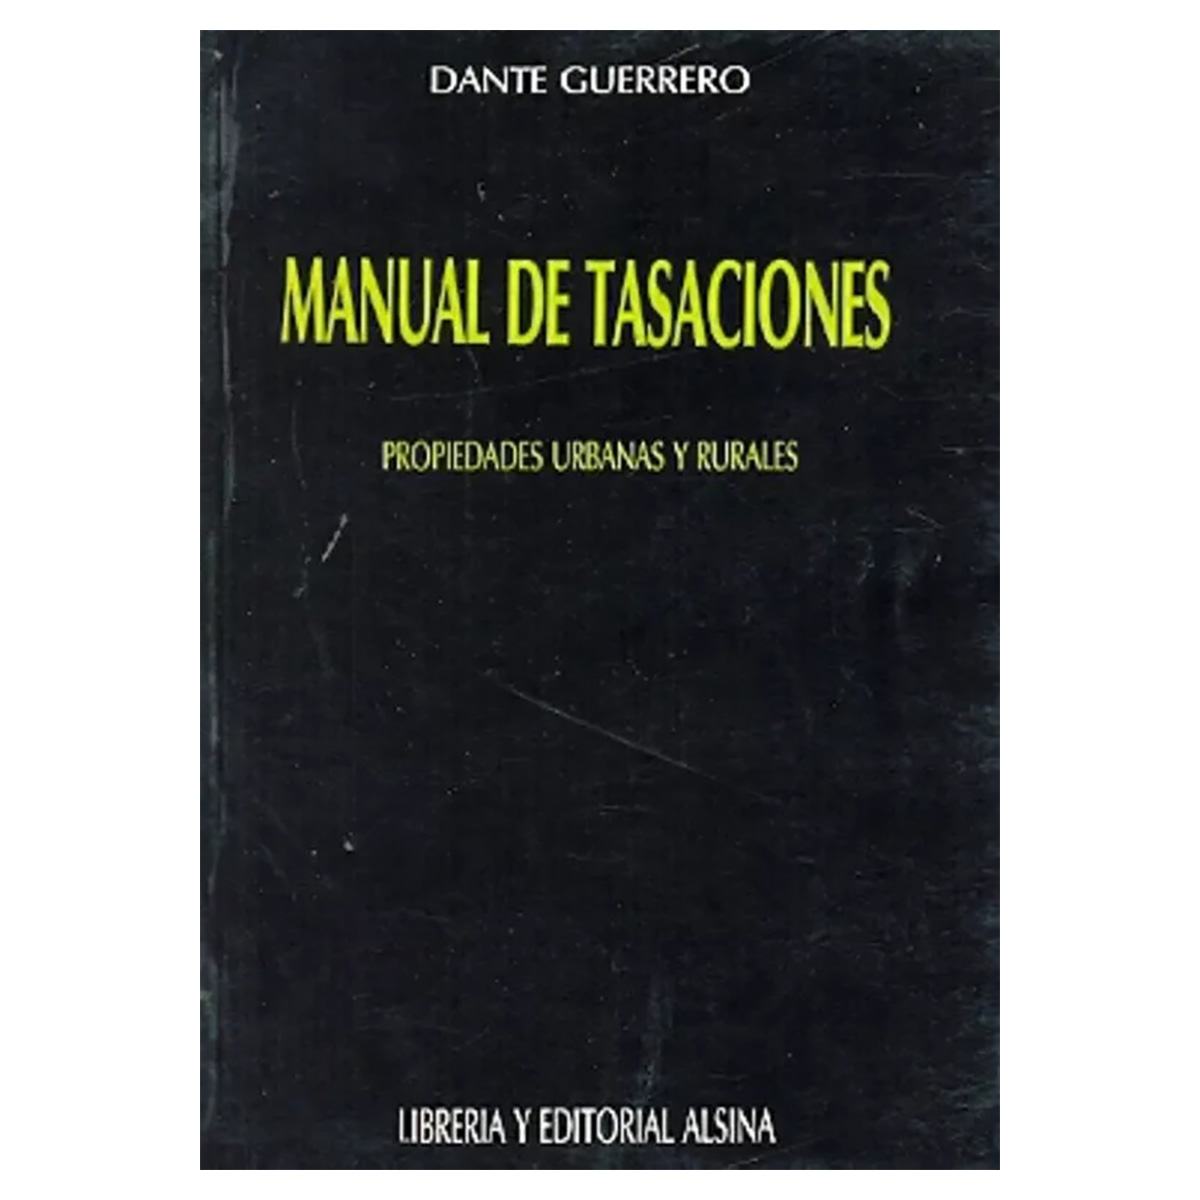 DANTE GUERRERO
MANUAL DE TASACIONES
PROPIEDADES URBANAS Y RURALES
LIBRERIA Y EDITORIAL ALSINA